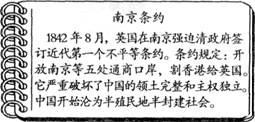 南京条约
1842年8月，英国在南京强迫清政府签
订近代第一个不平等条约。条约规定：开
放南京等五处通商口岸，割香港给英国。
它严重破坏了中国的领土完整和主权独立。
中国开始沦为半殖民地半封建社会。